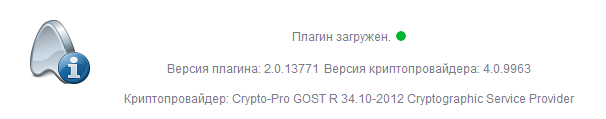 Плагин загружен.
Версия плагина: 2.0.13771 Версия криптопровайдера: 4.0.9963
Криптопровайдер: Crypto-Pro GOST R 34.10-2012 Cryptographic Service Provider